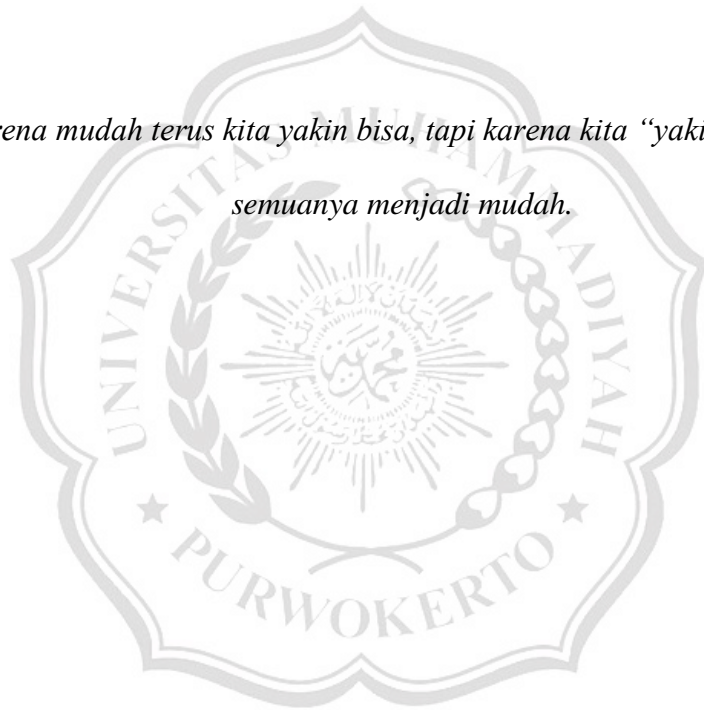 rena mudah terus kita yakin bisa, tapi karena kita “yaki
semuanya menjadi mudah.
UNIVERSITAS MUHAMMADIYAH
PURWOKERTO